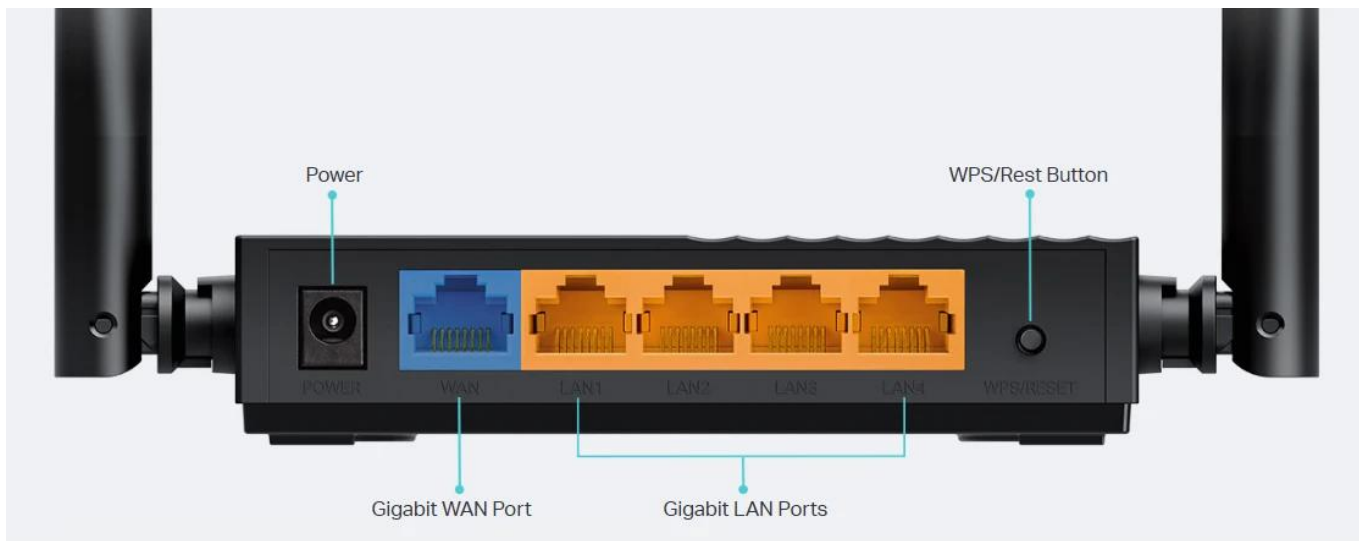 Power
WPS/Rest Button
POWER
WAN
LAN1
LAN2
LAN3
LAN4
WPS/RESET
Gigabit WAN Port
Gigabit LAN Ports